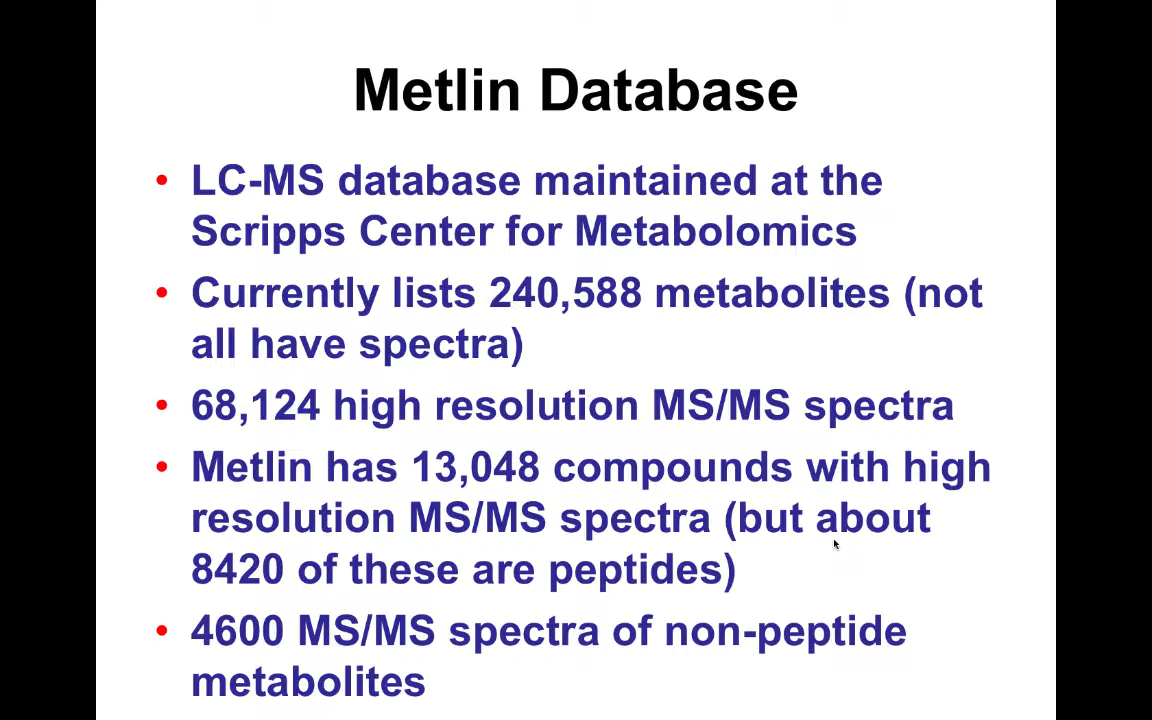 Metlin Database
• LC-MS database maintained at the
Scripps Center for Metabolomics
• Currently lists 240,588 metabolites (not
all have spectra)
• 68,124 high resolution MS/MS spectra
• Metlin has 13,048 compounds with high
resolution MS/MS spectra (but about
8420 of these are peptides)
• 4600 MS/MS spectra of non-peptide
metabolites